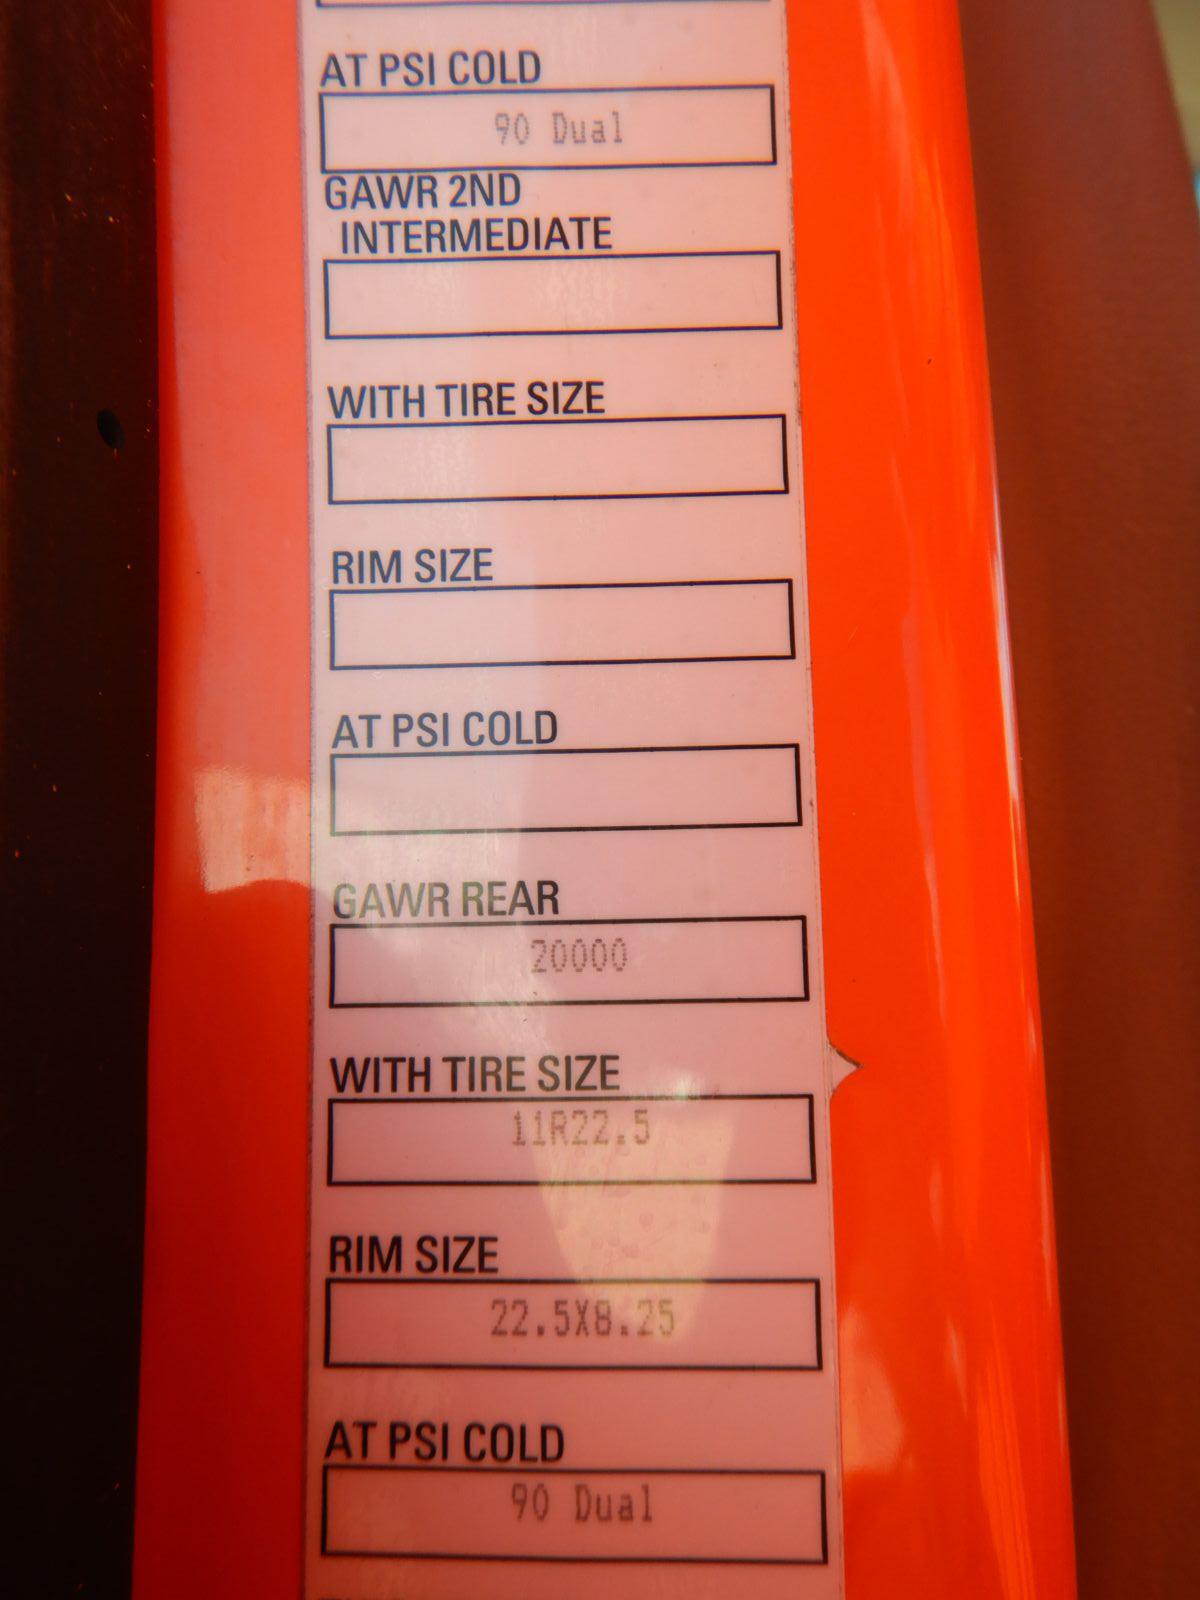 AT PSI COLD
90 Dual
GAWR 2ND
INTERMEDIATE
WITH TIRE SIZE
RIM SIZE
AT PSI COLD
GAWR REAR
20000
WITH TIRE SIZE
11R22.5
RIM SIZE
22.5X8.25
AT PSI COLD
90 Dual